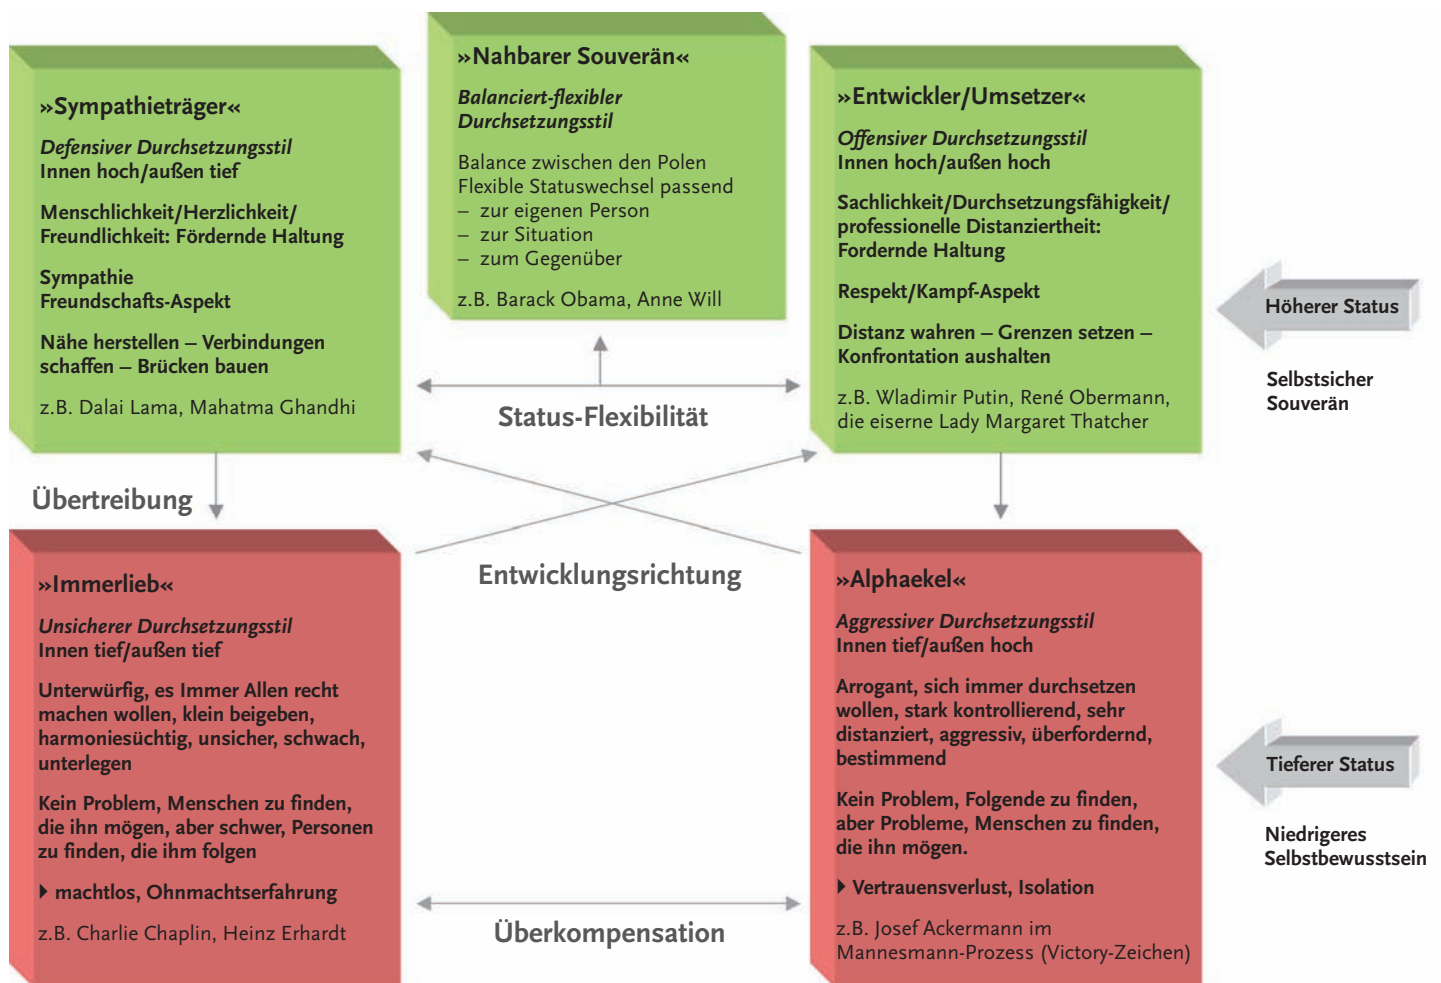 »Sympathieträger«
Defensiver Durchsetzungsstil
Innen hoch/außen tief
Menschlichkeit/Herzlichkeit/
Freundlichkeit: Fördernde Haltung
Sympathie
Freundschafts-Aspekt
Nähe herstellen – Verbindungen
schaffen – Brücken bauen
z.B. Dalai Lama, Mahatma Ghandhi
»Nahbarer Souverän«
Balanciert-flexibler
Durchsetzungsstil
Balance zwischen den Polen
Flexible Statuswechsel passend
– zur eigenen Person
– zur Situation
– zum Gegenüber
z.B. Barack Obama, Anne Will
»Entwickler/Umsetzer«
Offensiver Durchsetzungsstil
Innen hoch/außen hoch
Sachlichkeit/Durchsetzungsfähigkeit/
professionelle Distanziertheit:
Fordernde Haltung
Respekt/Kampf-Aspekt
Distanz wahren – Grenzen setzen –
Konfrontation aushalten
z.B. Wladimir Putin, René Obermann,
die eiserne Lady Margaret Thatcher
Höherer Status
Selbstsicher
Souverän
Status-Flexibilität
Übertreibung
Entwicklungsrichtung
»Immerlieb«
Unsicherer Durchsetzungsstil
Innen tief/außen tief
Unterwürfig, es Immer Allen recht
machen wollen, klein beigeben,
harmoniesüchtig, unsicher, schwach,
unterlegen
Kein Problem, Menschen zu finden,
die ihn mögen, aber schwer, Personen
zu finden, die ihm folgen
machtlos, Ohnmachtserfahrung
z.B. Charlie Chaplin, Heinz Erhardt
Überkompensation
»Alphaekel«
Aggressiver Durchsetzungsstil
Innen tief/außen hoch
Arrogant, sich immer durchsetzen
wollen, stark kontrollierend, sehr
distanziert, aggressiv, überfordernd,
bestimmend
Kein Problem, Folgende zu finden,
aber Probleme, Menschen zu finden,
die ihn mögen.
Vertrauensverlust, Isolation
z.B. Josef Ackermann im
Mannesmann-Prozess (Victory-Zeichen)
Tieferer Status
Niedrigeres
Selbstbewusstsein